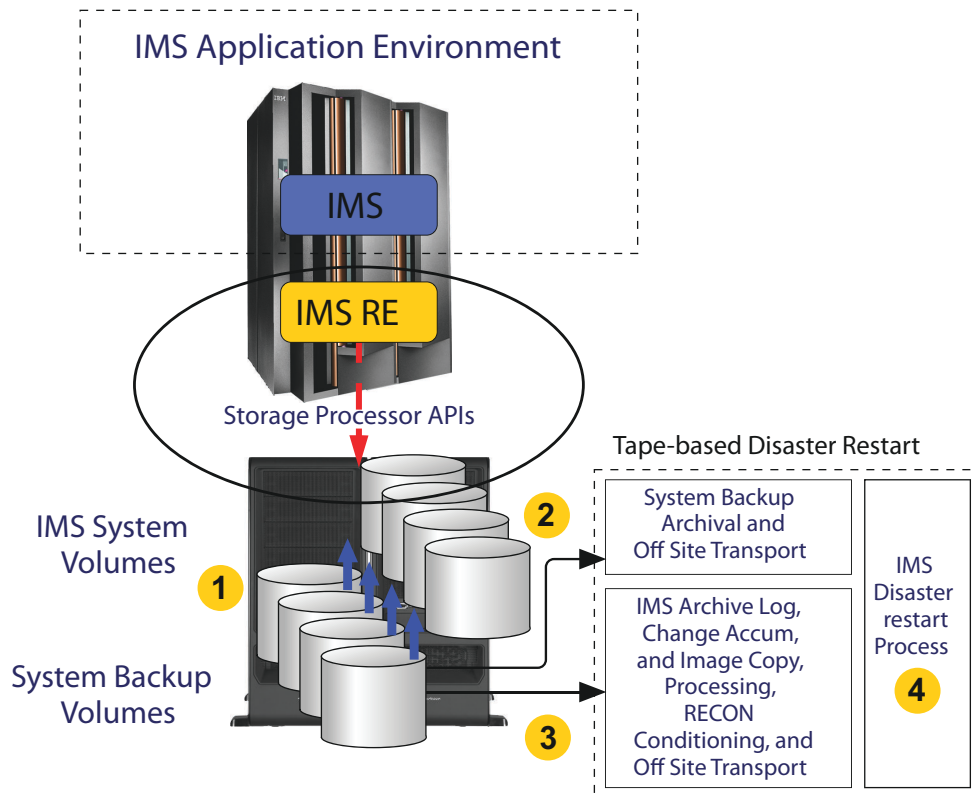 IMS Application Environment
IBM
IMS
IMS RE
Storage Processor APIs
Tape-based Disaster Restart
IMS System
Volumes
1
System Backup
Volumes
2
System Backup
Archival and
Off Site Transport
3
IMS Archive Log,
Change Accum,
and Image Copy,
Processing,
RECON
Conditioning, and
Off Site Transport
IMS
Disaster
restart
Process
4